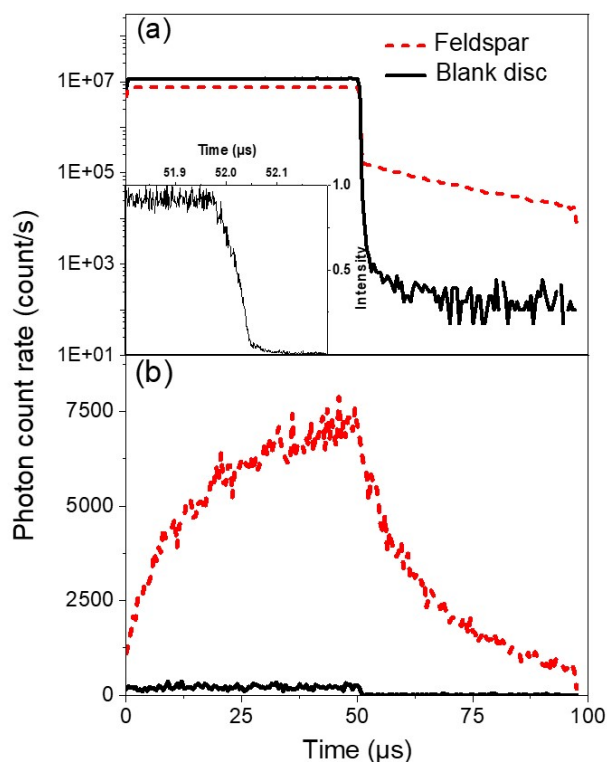 (a)
Feldspar
Blank disc
1E+07
1E+05
1E+03
1E+01
Time (µs)
51.9 52.0 52.1
1.0
0.5
Intensity
Photon count rate (count/s)
(b)
7500
5000
2500
0
0 25 50 75 100
Time (µs)